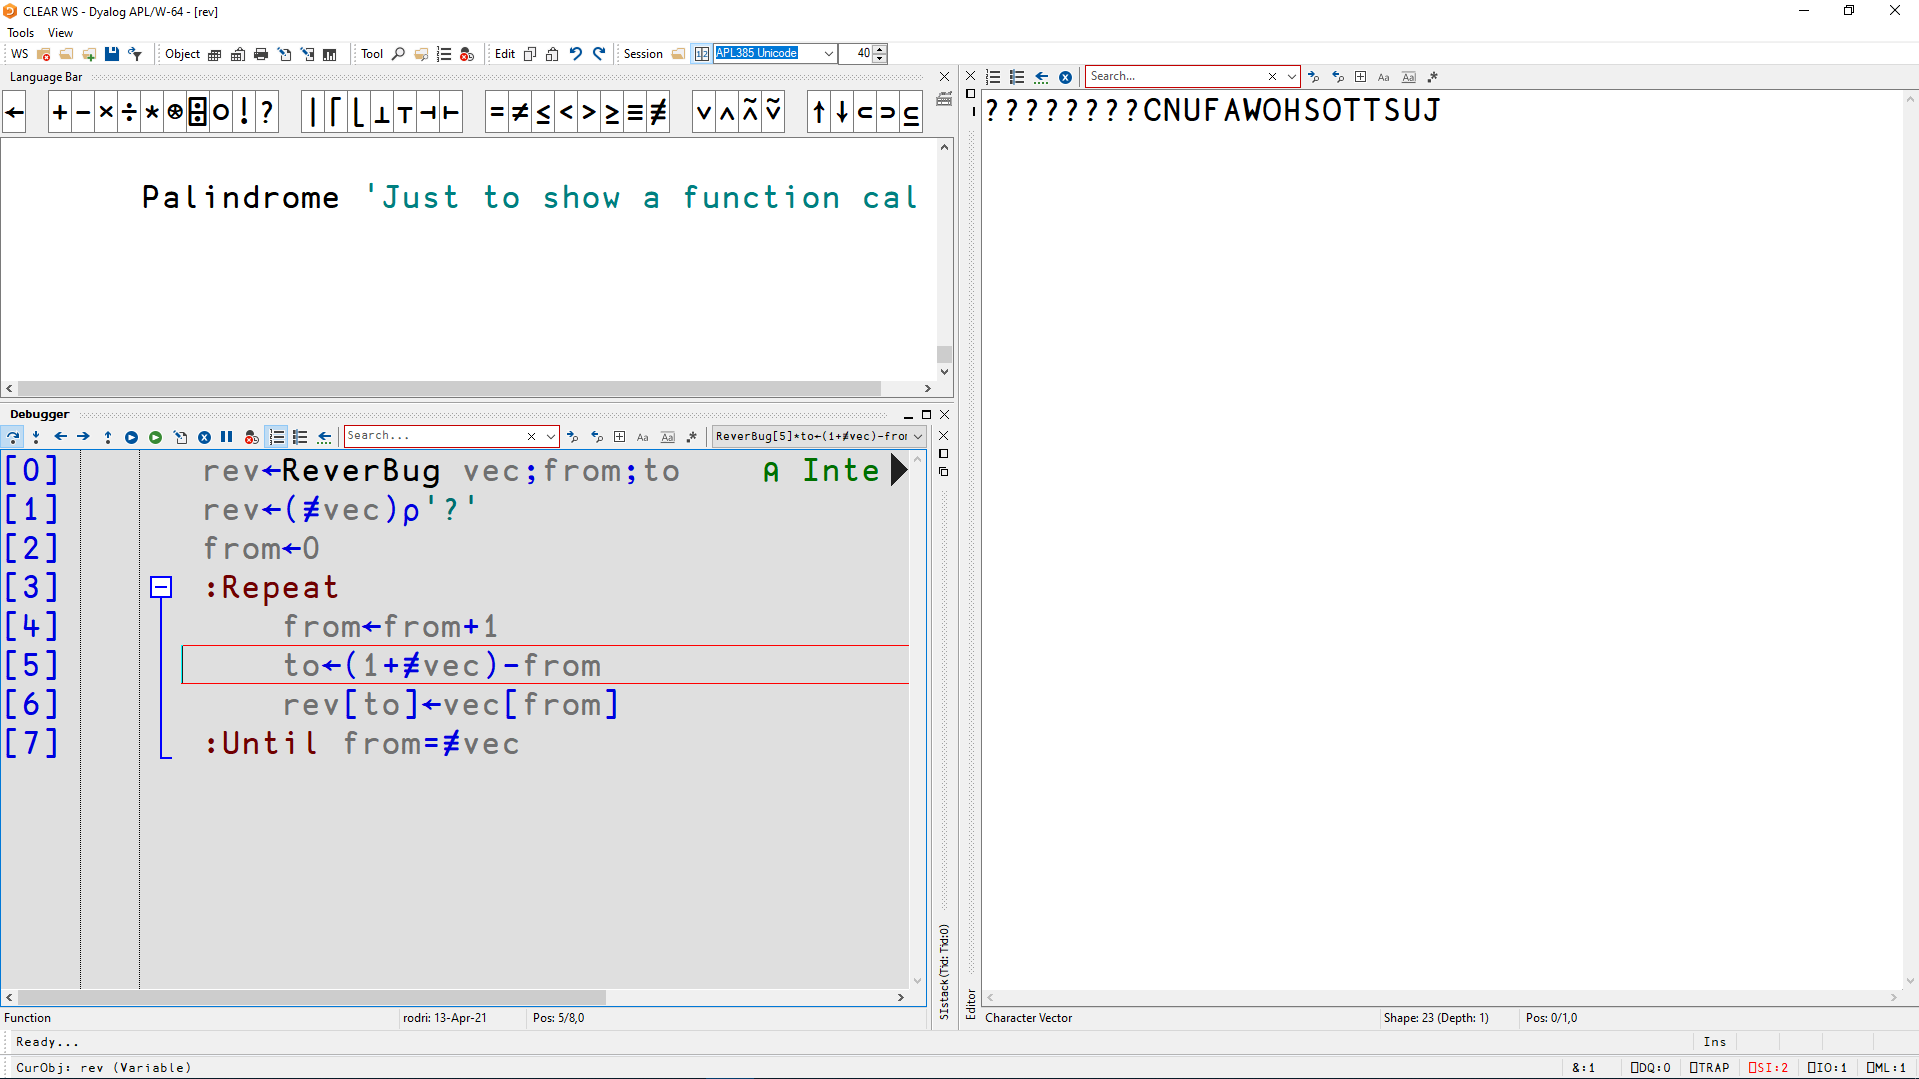 CLEAR WS - Dyalog APL/W-64 - [rev]
Tools View
WS Object Tool Edit Session APL385 Unicode 40
Language Bar
← + - × ÷ * ⍟ ⌹ ○ ! ? | ⌈ ⌊ ⊥ ⊤ ⊣ ⊢ = ≠ ≤ < > ≥ ≡ ≢ ∨ ∧ ⍲ ⍱ ↑ ↓ ⊂ ⊃ ⊆
Palindrome 'Just to show a function cal
Debugger
Search... Aa Aa .* ReverBug[5]*to←(1+≢vec)-fror
[0] rev←ReverBug vec;from;to ⍝ Inte
[1] rev←(≢vec)⍴'?'
[2] from←0
[3] :Repeat
[4] from←from+1
[5] to←(1+≢vec)-from
[6] rev[to]←vec[from]
[7] :Until from=≢vec
SIstack (Tid: Tid:0)
Function rodri: 13-Apr-21 Pos: 5/8,0
Search... Aa Aa .*
????????CNUFAWOHSOTTSUJ
Editor
Character Vector Shape: 23 (Depth: 1) Pos: 0/1,0
Ready... Ins
CurObj: rev (Variable) &:1 ⎕DQ:0 ⎕TRAP ⎕SI:2 ⎕IO:1 ⎕ML:1